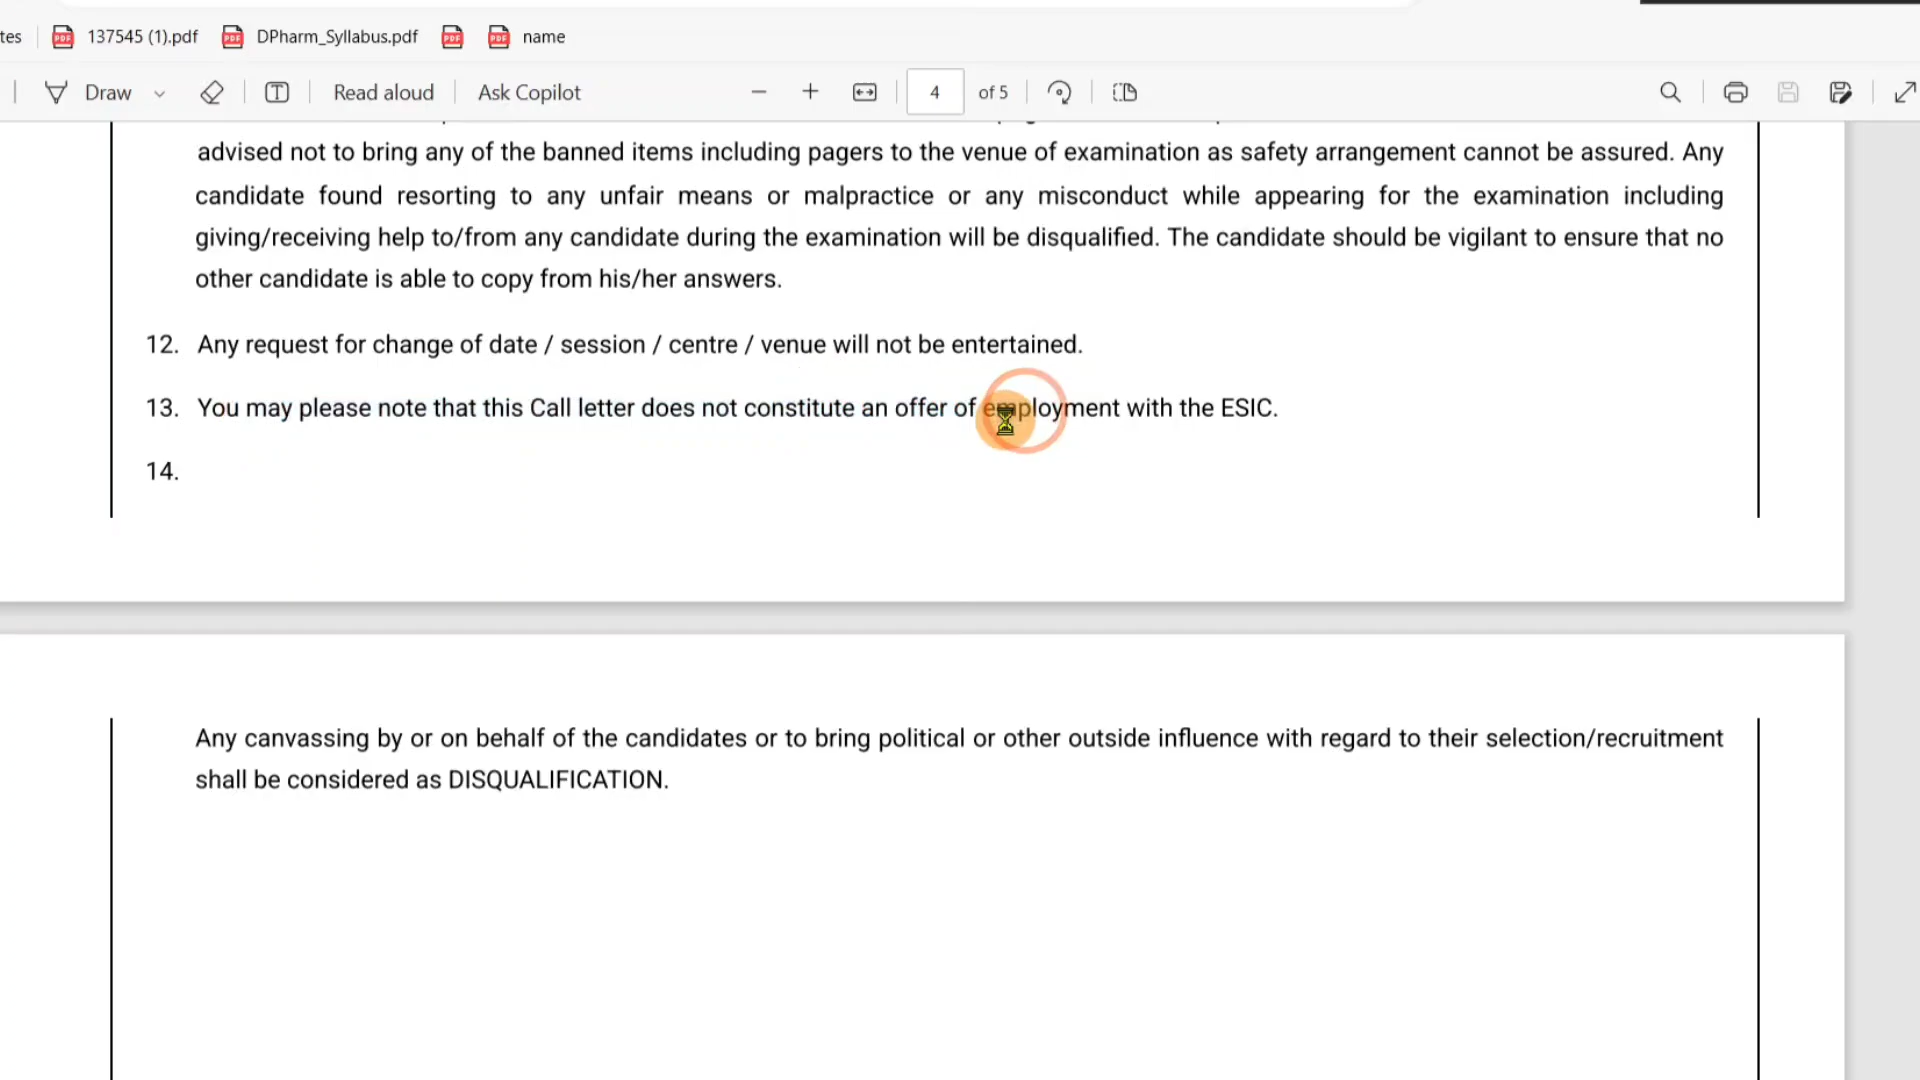 tes 137545 (1).pdf DPharm_Syllabus.pdf name
Draw Read aloud Ask Copilot 4 of 5
advised not to bring any of the banned items including pagers to the venue of examination as safety arrangement cannot be assured. Any
candidate found resorting to any unfair means or malpractice or any misconduct while appearing for the examination including
giving/receiving help to/from any candidate during the examination will be disqualified. The candidate should be vigilant to ensure that no
other candidate is able to copy from his/her answers.
12. Any request for change of date / session / centre / venue will not be entertained.
13. You may please note that this Call letter does not constitute an offer of employment with the ESIC.
14.
Any canvassing by or on behalf of the candidates or to bring political or other outside influence with regard to their selection/recruitment
shall be considered as DISQUALIFICATION.